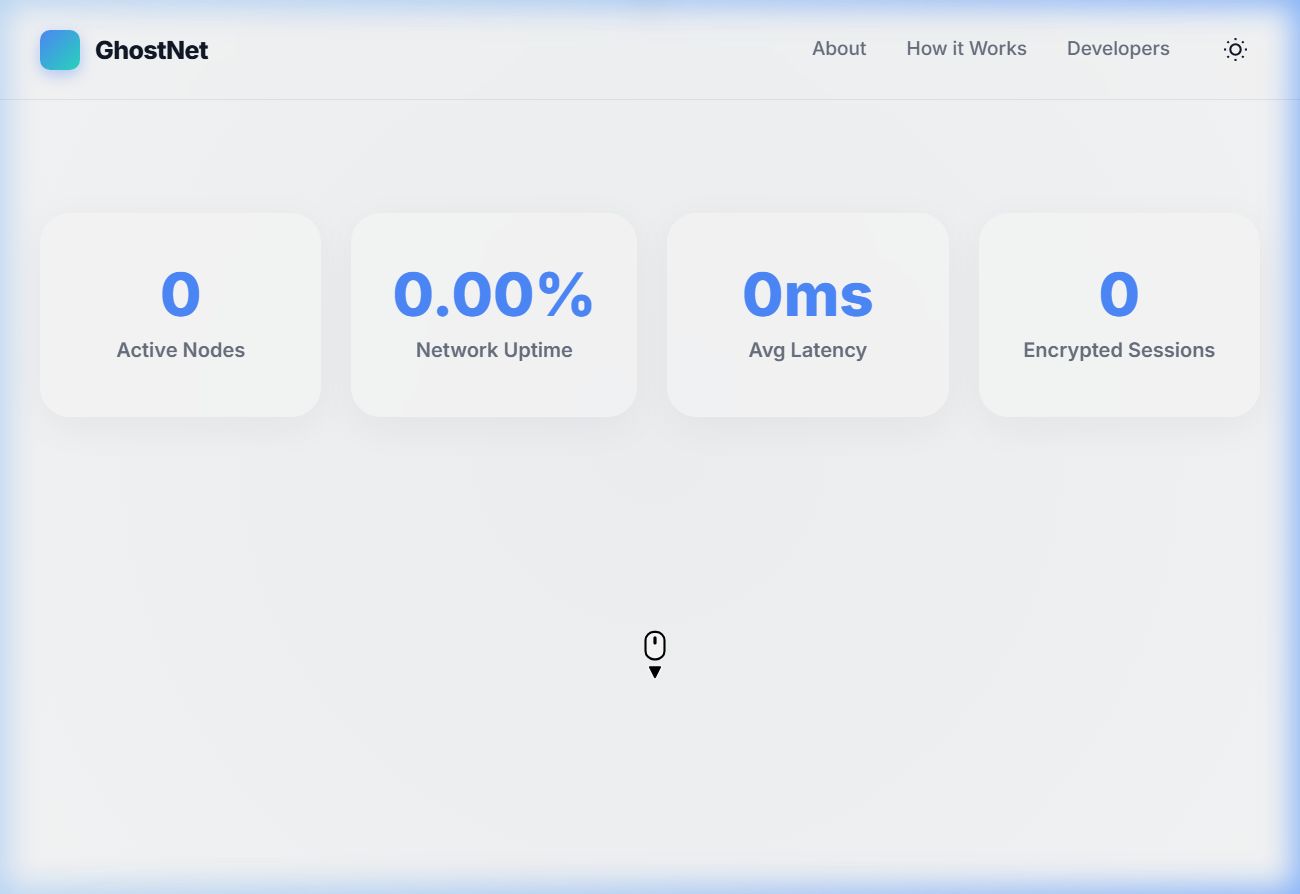 GhostNet
About
How it Works
Developers
0
Active Nodes
0.00%
Network Uptime
0ms
Avg Latency
0
Encrypted Sessions